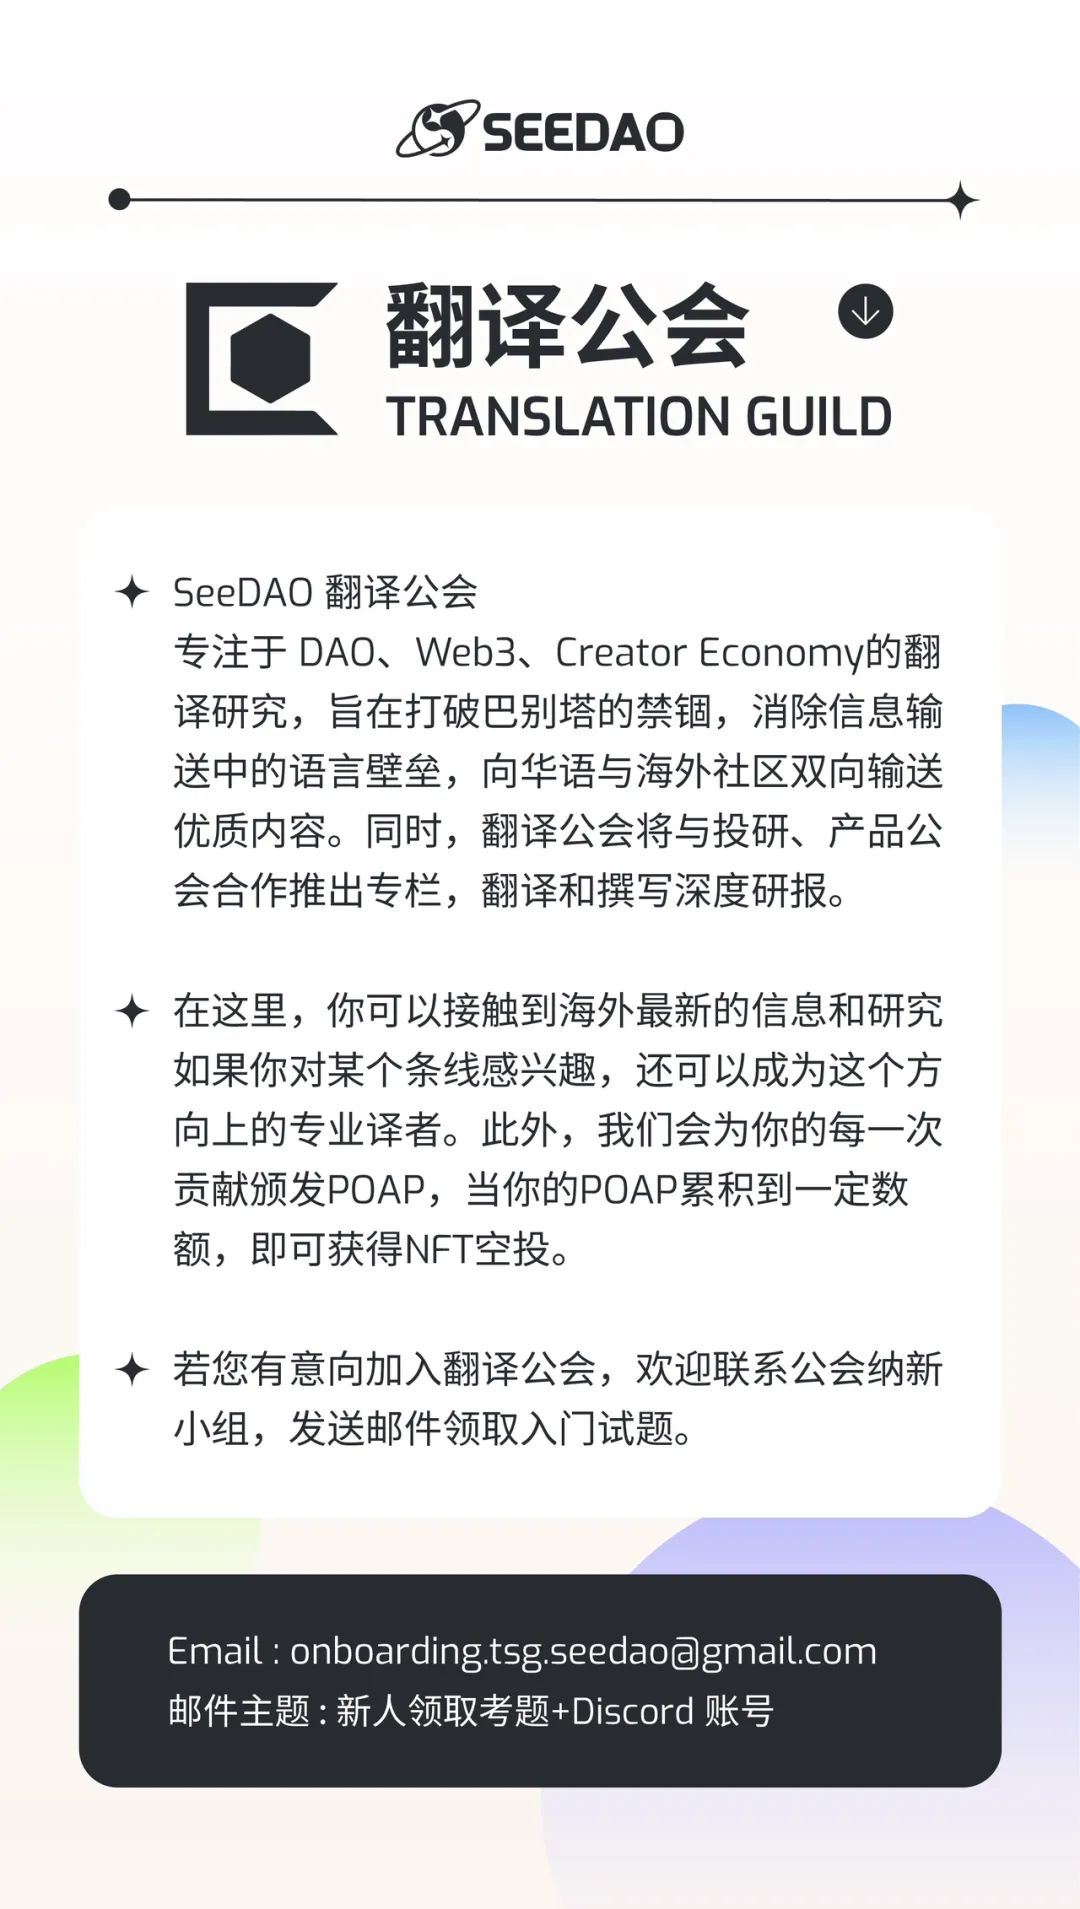 SEEDAO
翻译公会
TRANSLATION GUILD
SeeDAO 翻译公会
专注于 DAO、Web3、Creator Economy的翻
译研究，旨在打破巴别塔的禁锢，消除信息输
送中的语言壁垒，向华语与海外社区双向输送
优质内容。同时，翻译公会将与投研、产品公
会合作推出专栏，翻译和撰写深度研报。
在这里，你可以接触到海外最新的信息和研究
如果你对某个条线感兴趣，还可以成为这个方
向上的专业译者。此外，我们会为你的每一次
贡献颁发POAP，当你的POAP累积到一定数
额，即可获得NFT空投。
若您有意向加入翻译公会，欢迎联系公会纳新
小组，发送邮件领取入门试题。
Email : onboarding.tsg.seedao@gmail.com
邮件主题 : 新人领取考题+Discord 账号